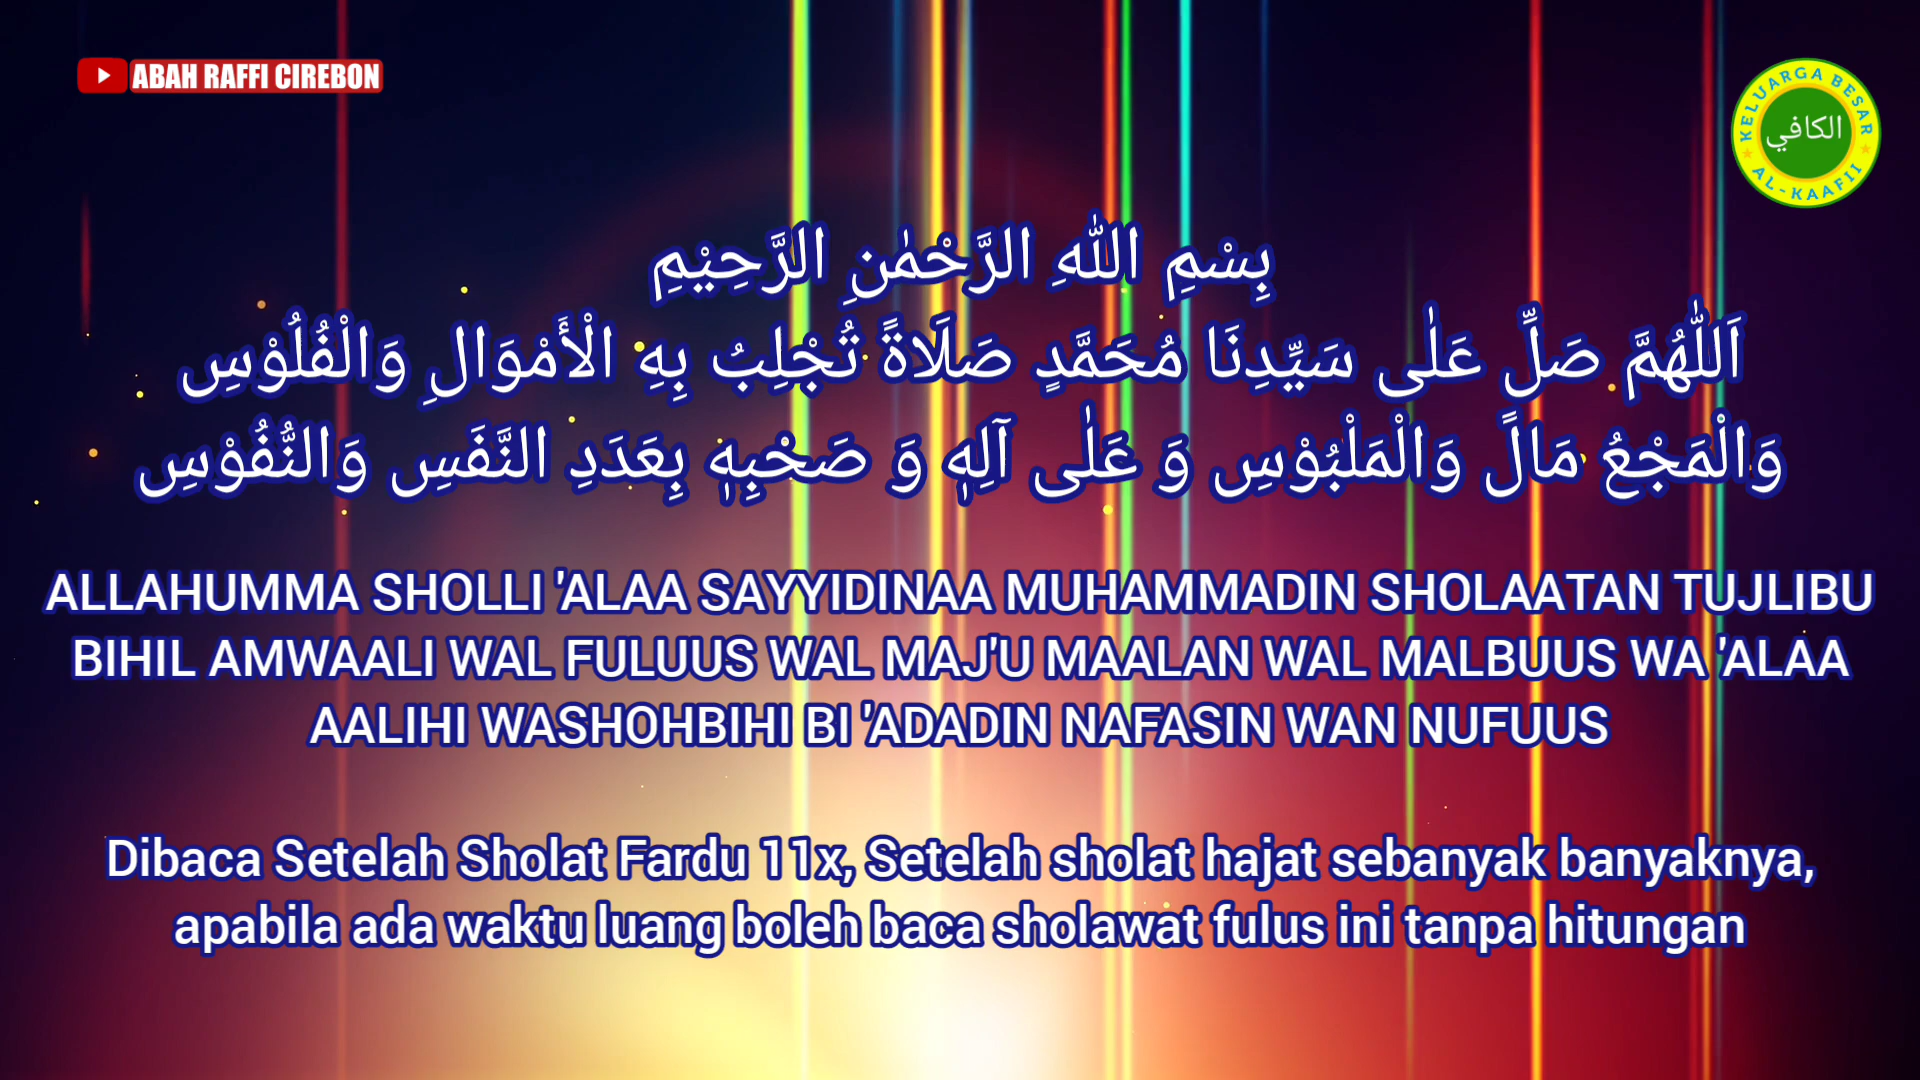 ABAH RAFFI CIREBON
KELUARGA BESAR
الكافي
AL-KAAFII
بِسْمِ اللّٰهِ الرَّحْمٰنِ الرَّحِيْمِ
اَللّٰهُمَّ صَلِّ عَلٰى سَيِّدِنَا مُحَمَّدٍ صَلَاةً تُجْلِبُ بِهِ الْأَمْوَالِ وَالْفُلُوْسِ
وَالْمَجْعُ مَالً وَالْمَلْبُوْسِ وَ عَلٰى آلِهٖ وَ صَحْبِهٖ بِعَدَدِ النَّفَسِ وَالنُّفُوْسِ
ALLAHUMMA SHOLLI 'ALAA SAYYIDINAA MUHAMMADIN SHOLAATAN TUJLIBU
BIHIL AMWAALI WAL FULUUS WAL MAJ'U MAALAN WAL MALBUUS WA 'ALAA
AALIHI WASHOHBIHI BI 'ADADIN NAFASIN WAN NUFUUS
Dibaca Setelah Sholat Fardu 11x, Setelah sholat hajat sebanyak banyaknya,
apabila ada waktu luang boleh baca sholawat fulus ini tanpa hitungan